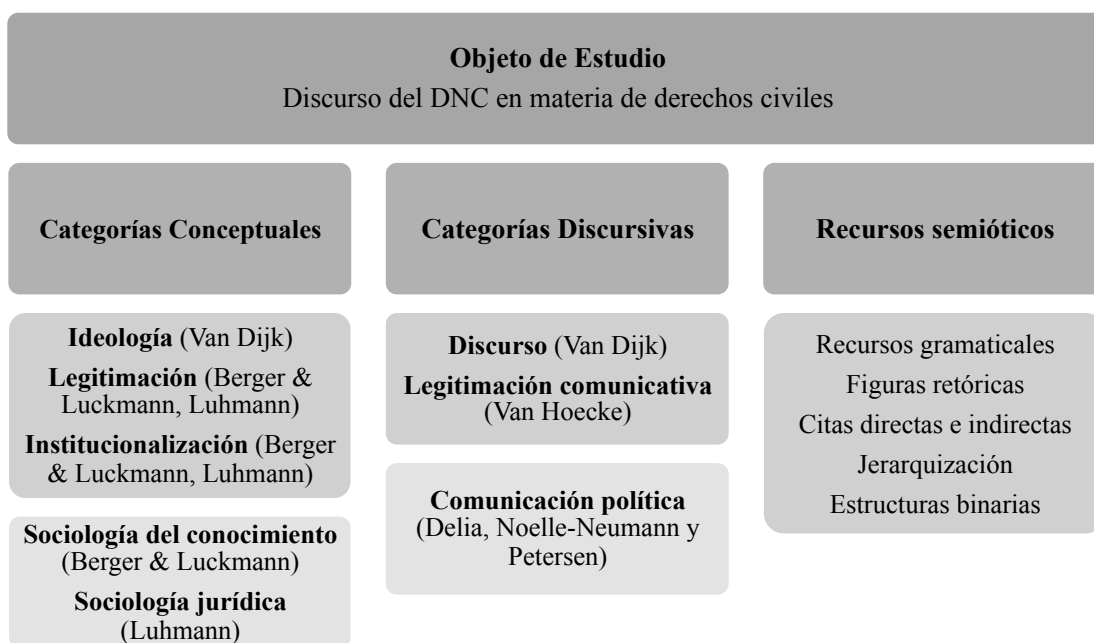 Objeto de Estudio
Discurso del DNC en materia de derechos civiles
Categorías Conceptuales
Categorías Discursivas
Recursos semióticos
Ideología (Van Dijk)
Legitimación (Berger &
Luckmann, Luhmann)
Institucionalización (Berger
& Luckmann, Luhmann)
Sociología del conocimiento
(Berger & Luckmann)
Sociología jurídica
(Luhmann)
Discurso (Van Dijk)
Legitimación comunicativa
(Van Hoecke)
Comunicación política
(Delia, Noelle-Neumann y
Petersen)
Recursos gramaticales
Figuras retóricas
Citas directas e indirectas
Jerarquización
Estructuras binarias